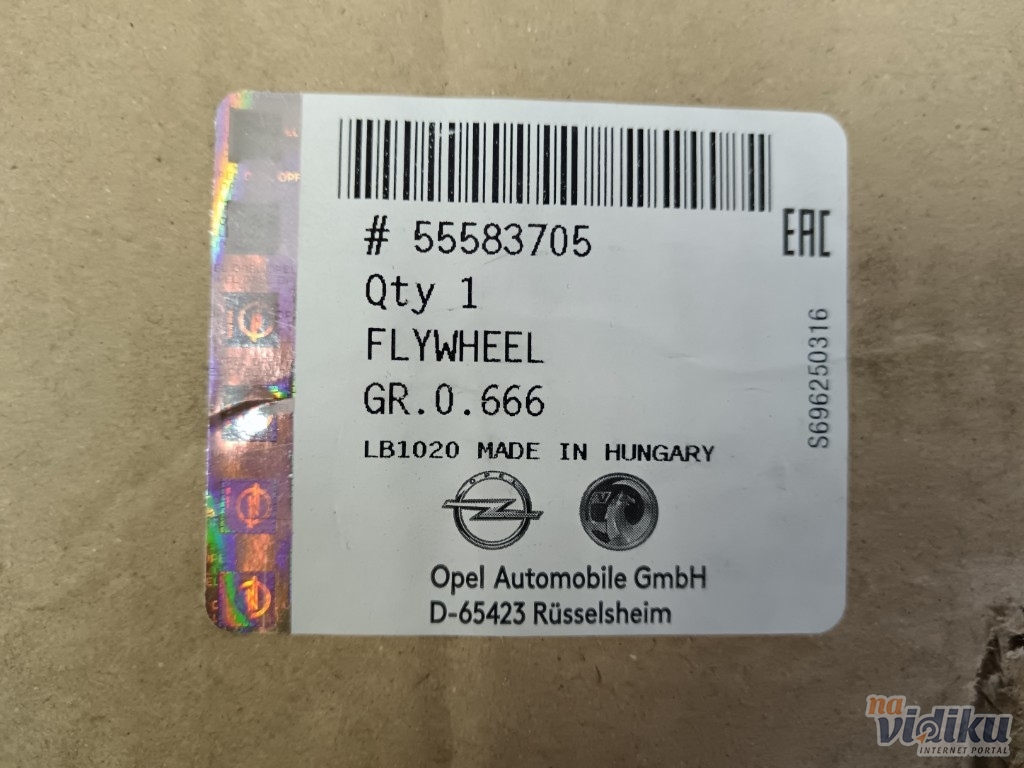 # 55583705
Qty 1
FLYWHEEL
GR.0.666
LB1020 MADE IN HUNGARY
OPEL
Opel Automobile GmbH
D-65423 Rüsselsheim
EAC
S696250316
na
vidiku
INTERNET PORTAL